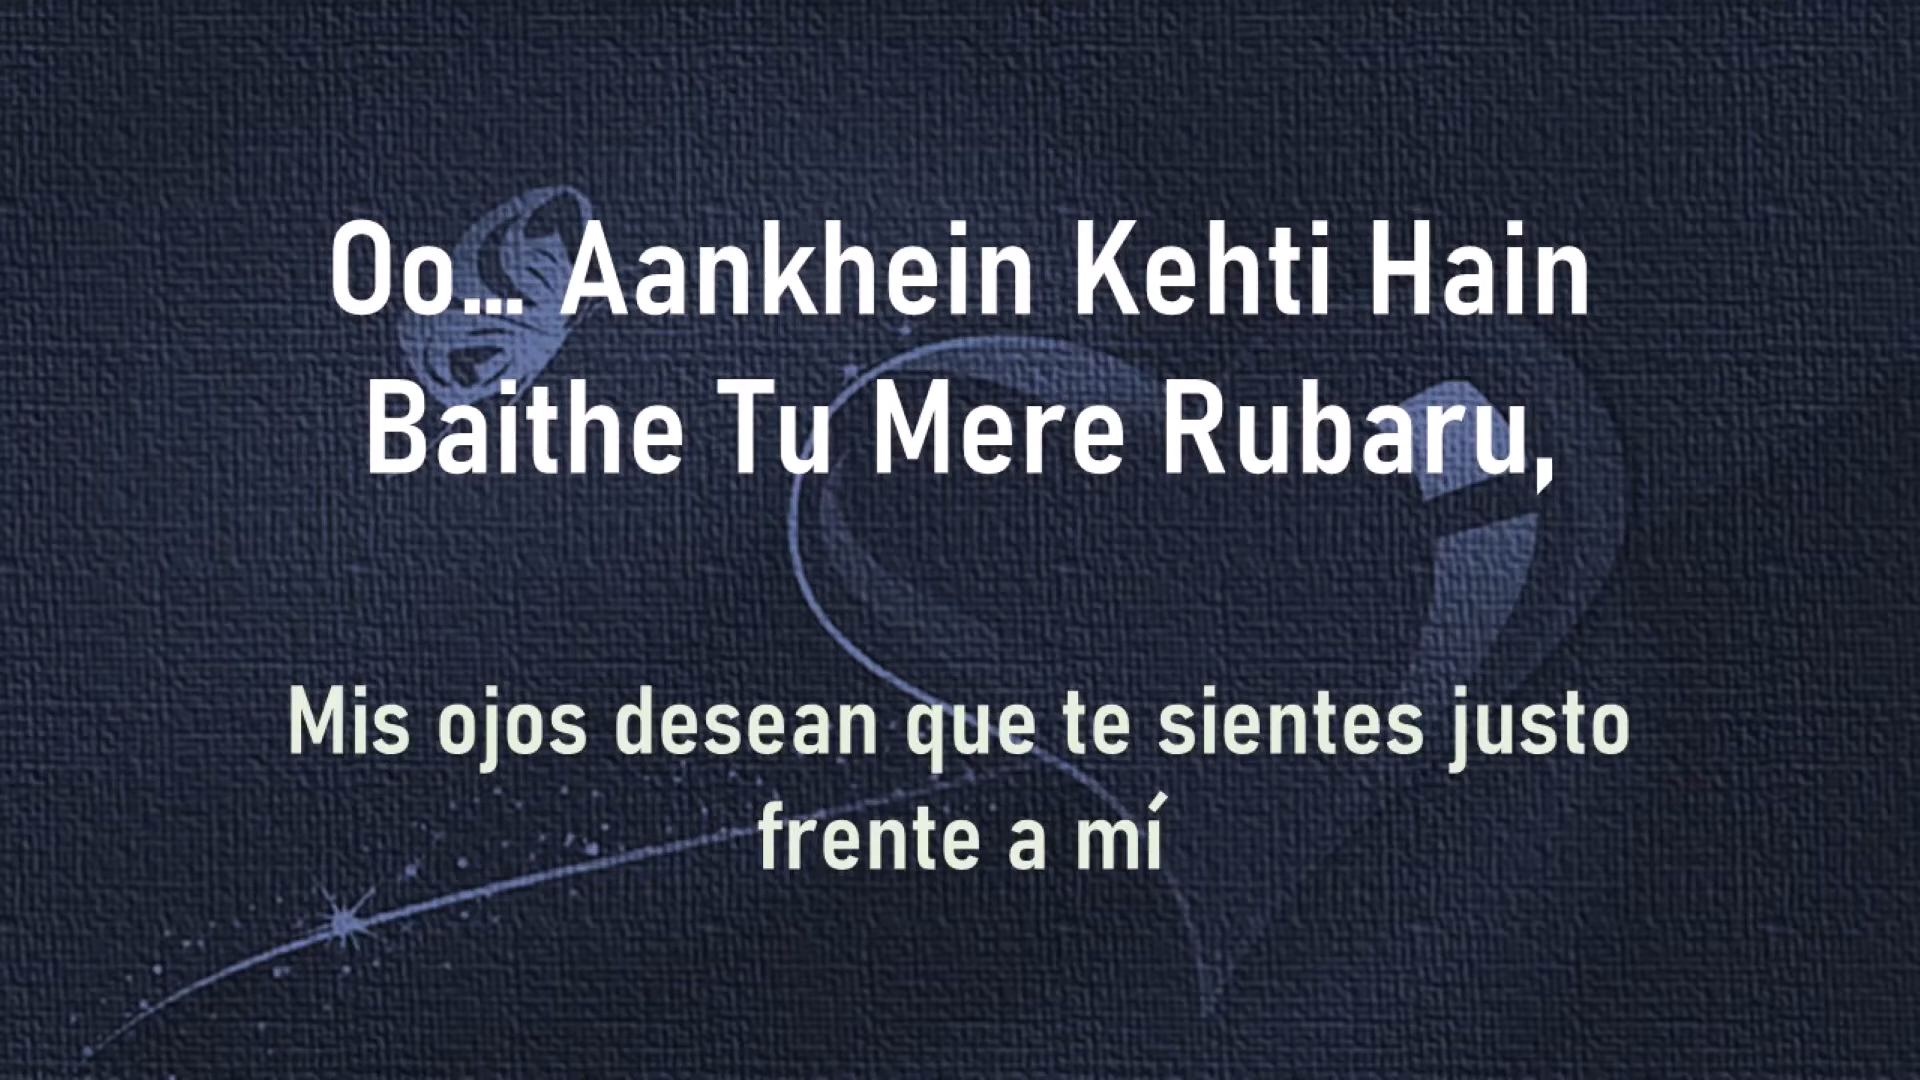 Oo... Aankhein Kehti Hain
Baithe Tu Mere Rubaru,
Mis ojos desean que te sientes justo
frente a mí